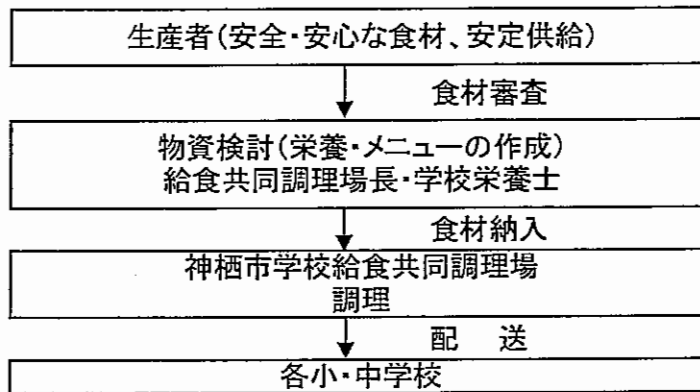 生産者(安全・安心な食材、安定供給)
食材審査
物資検討(栄養・メニューの作成)
給食共同調理場長・学校栄養士
食材納入
神栖市学校給食共同調理場
調理
配　送
各小・中学校